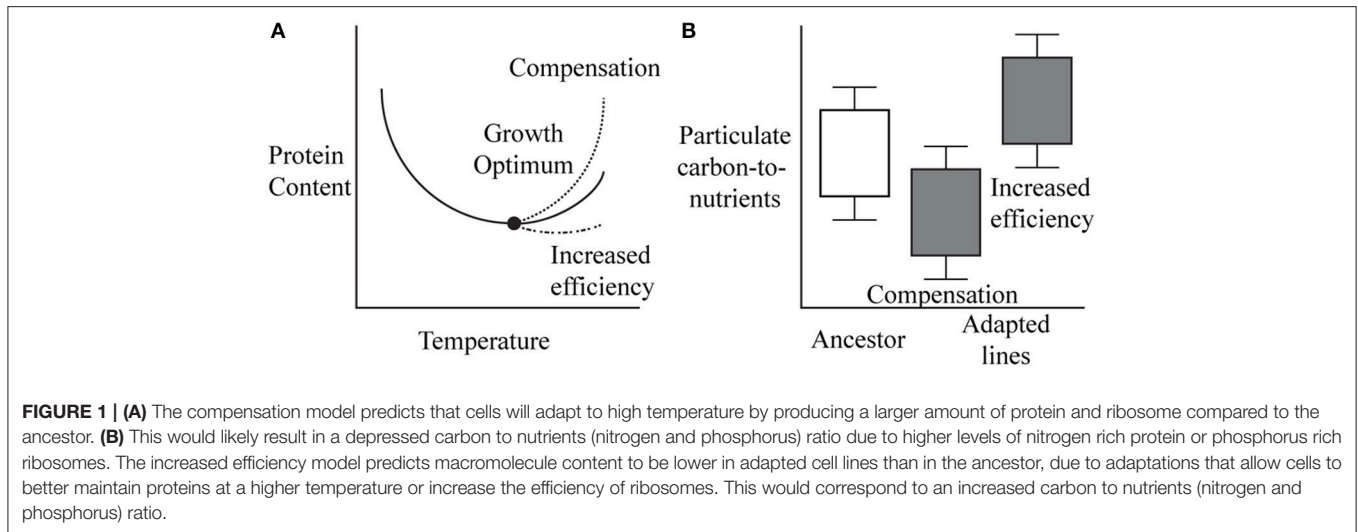 A
Compensation
Growth
Optimum
Protein
Content
Increased
efficiency
Temperature
B
Particulate
carbon-to-
nutrients
Increased
efficiency
Compensation
Ancestor
Adapted
lines
FIGURE 1 | (A) The compensation model predicts that cells will adapt to high temperature by producing a larger amount of protein and ribosome compared to the
ancestor. (B) This would likely result in a depressed carbon to nutrients (nitrogen and phosphorus) ratio due to higher levels of nitrogen rich protein or phosphorus rich
ribosomes. The increased efficiency model predicts macromolecule content to be lower in adapted cell lines than in the ancestor, due to adaptations that allow cells to
better maintain proteins at a higher temperature or increase the efficiency of ribosomes. This would correspond to an increased carbon to nutrients (nitrogen and
phosphorus) ratio.